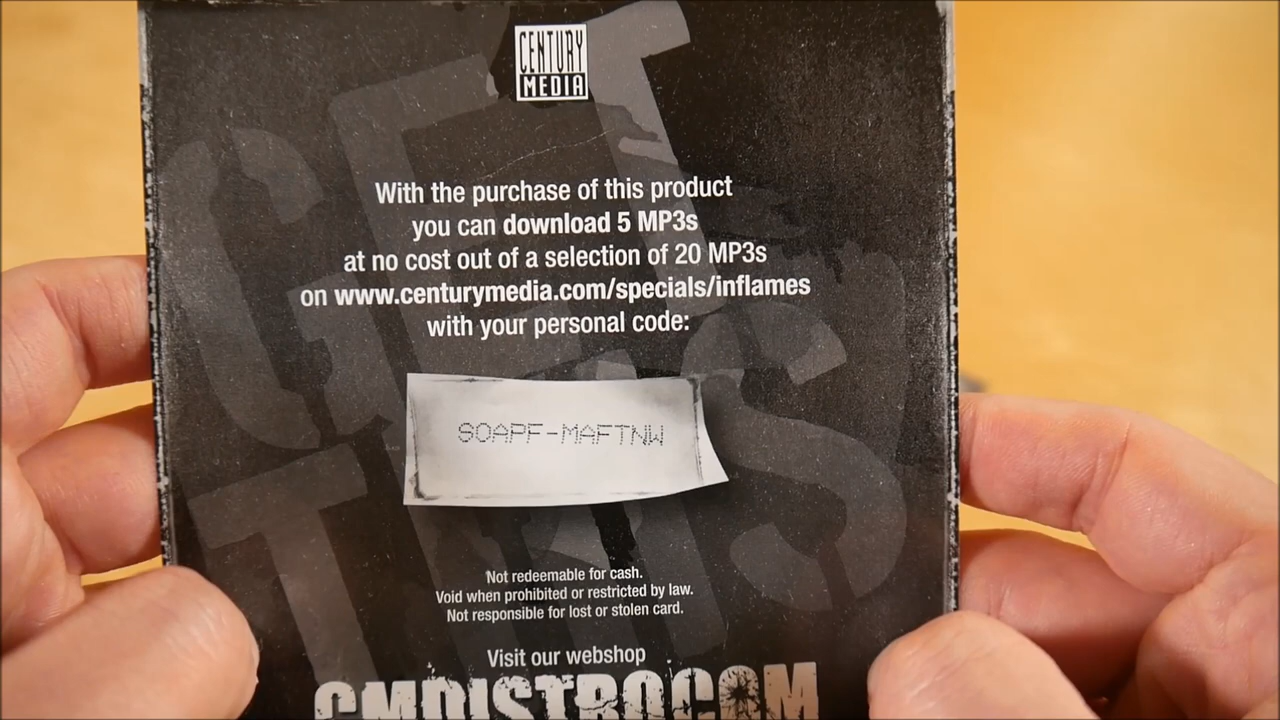 CENTURY
MEDIA
GET
THIS
With the purchase of this product
you can download 5 MP3s
at no cost out of a selection of 20 MP3s
on www.centurymedia.com/specials/inflames
with your personal code:
SOAPF-MAFTNW
Not redeemable for cash.
Void when prohibited or restricted by law.
Not responsible for lost or stolen card.
Visit our webshop
CMDISTRO.COM